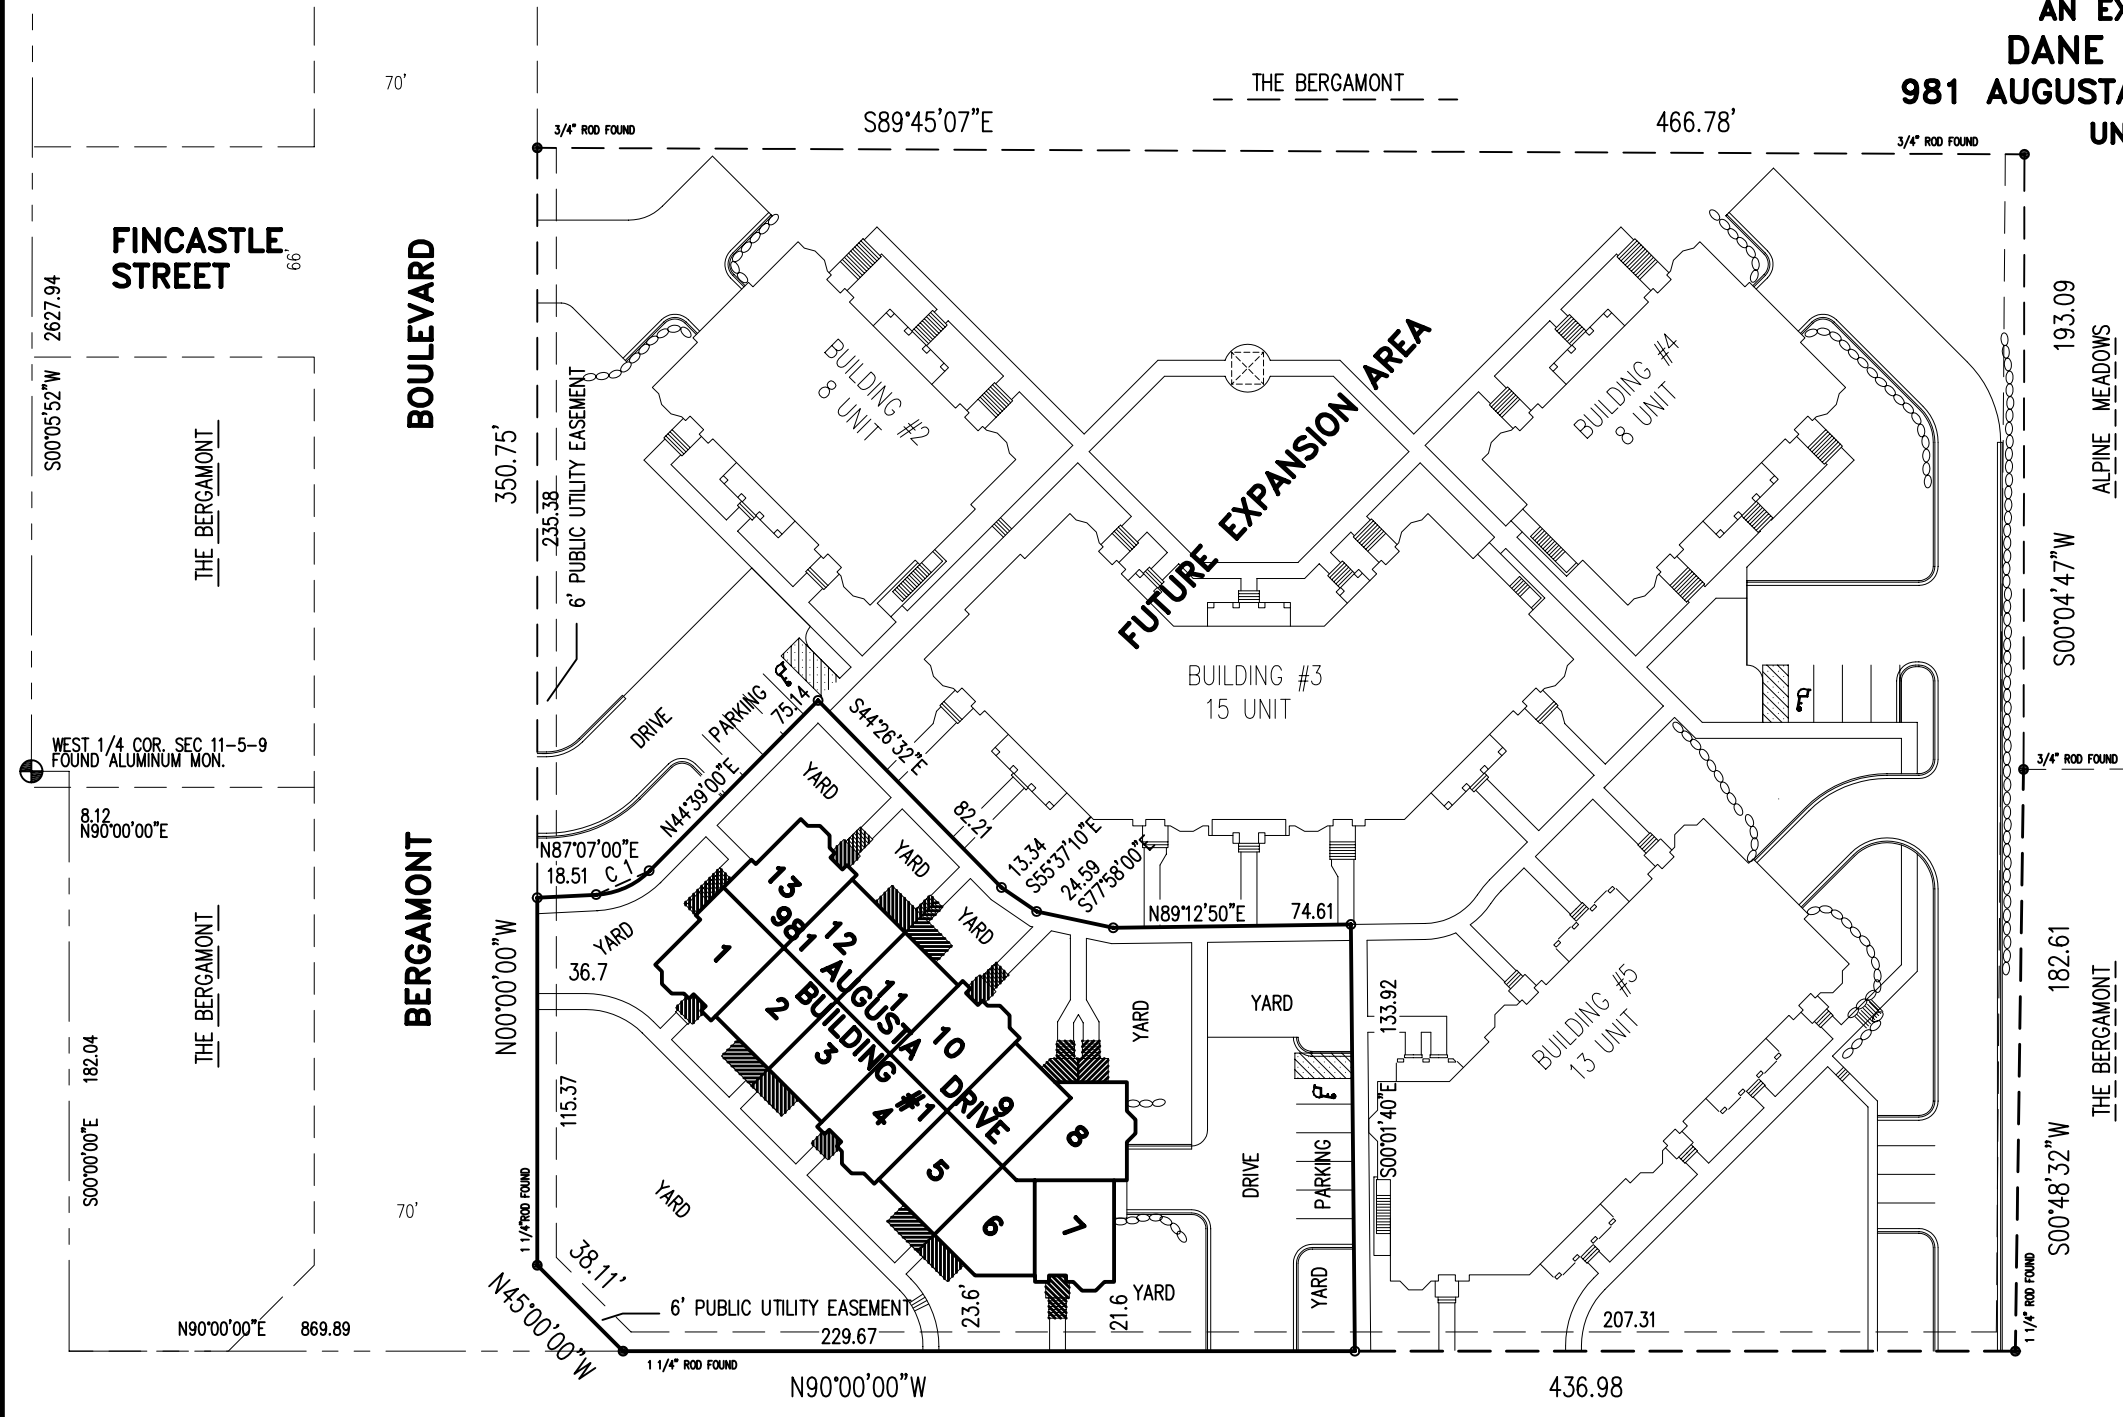 AN EX
DANE
981 AUGUSTA
UN
70'
THE BERGAMONT
S89°45'07"E
466.78'
3/4" ROD FOUND
3/4" ROD FOUND
FINCASTLE
STREET
66'
2627.94
S00°05'52"W
THE BERGAMONT
BOULEVARD
350.75'
235.38
6' PUBLIC UTILITY EASEMENT
BUILDING #2
8 UNIT
FUTURE EXPANSION AREA
BUILDING #4
8 UNIT
193.09
ALPINE MEADOWS
S00°04'47"W
BUILDING #3
15 UNIT
DRIVE
PARKING
75.14
S44°26'32"E
N44°39'00"E
YARD
82.21
WEST 1/4 COR. SEC 11-5-9
FOUND ALUMINUM MON.
3/4" ROD FOUND
8.12
N90°00'00"E
N87°07'00"E
18.51
C 1
YARD
13.34
S55°37'10"E
24.59
S77°58'00"E
N89°12'50"E
74.61
YARD
YARD
36.7
BERGAMONT
N00°00'00"W
THE BERGAMONT
13
1
12
2
11
3
10
4
9
5
8
6
7
981 AUGUSTA DRIVE
BUILDING #1
YARD
YARD
133.92
S00°01'40"E
BUILDING #5
13 UNIT
182.61
THE BERGAMONT
S00°48'32"W
182.04
S00°00'00"E
115.37
1 1/4"ROD FOUND
70'
YARD
DRIVE
PARKING
38.11'
N45°00'00"W
6' PUBLIC UTILITY EASEMENT
23.6'
21.6
YARD
YARD
207.31
1 1/4" ROD FOUND
N90°00'00"E
869.89
229.67
1 1/4" ROD FOUND
N90°00'00"W
436.98